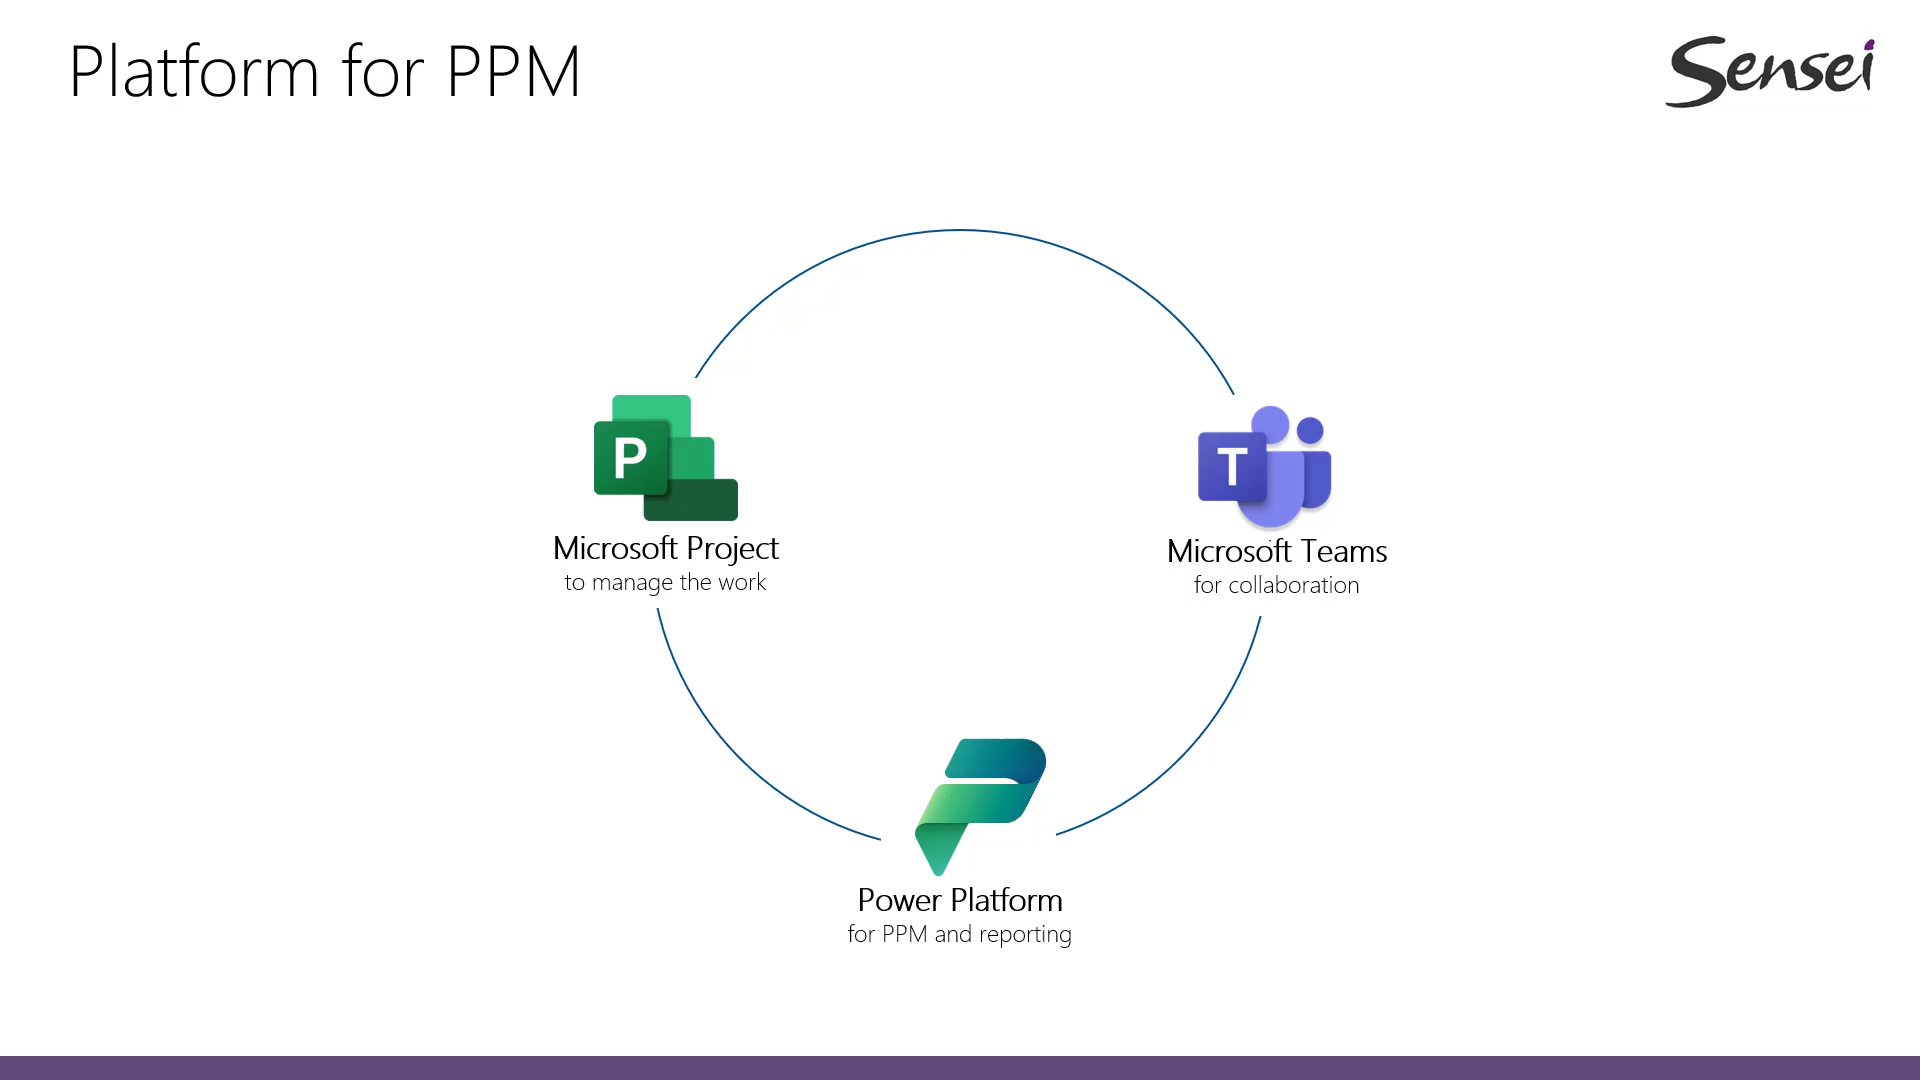 Platform for PPM
Sensei
P
Microsoft Project
to manage the work
T
Microsoft Teams
for collaboration
Power Platform
for PPM and reporting